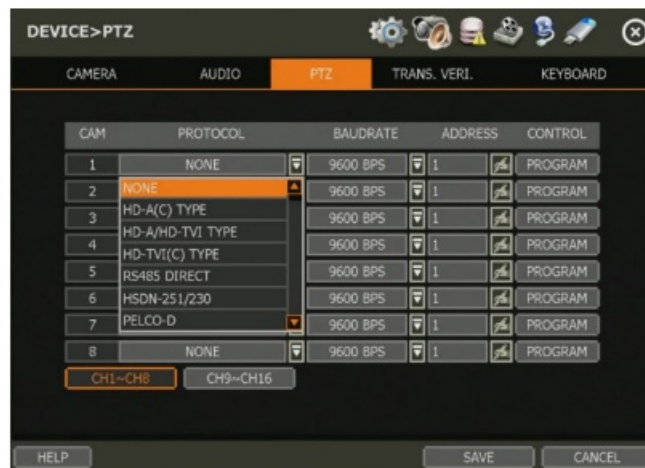 DEVICE>PTZ
CAMERA AUDIO PTZ TRANS. VERI. KEYBOARD
CAM PROTOCOL BAUDRATE ADDRESS CONTROL
1 NONE 9600 BPS 1 PROGRAM
2 NONE 9600 BPS 1 PROGRAM
HD-A(C) TYPE
3 9600 BPS 1 PROGRAM
HD-A/HD-TVI TYPE
4 9600 BPS 1 PROGRAM
HD-TVI(C) TYPE
5 RS485 DIRECT 9600 BPS 1 PROGRAM
6 HSDN-251/230 9600 BPS 1 PROGRAM
7 PELCO-D 9600 BPS 1 PROGRAM
8 NONE 9600 BPS 1 PROGRAM
CH1~CH8 CH9~CH16
HELP SAVE CANCEL